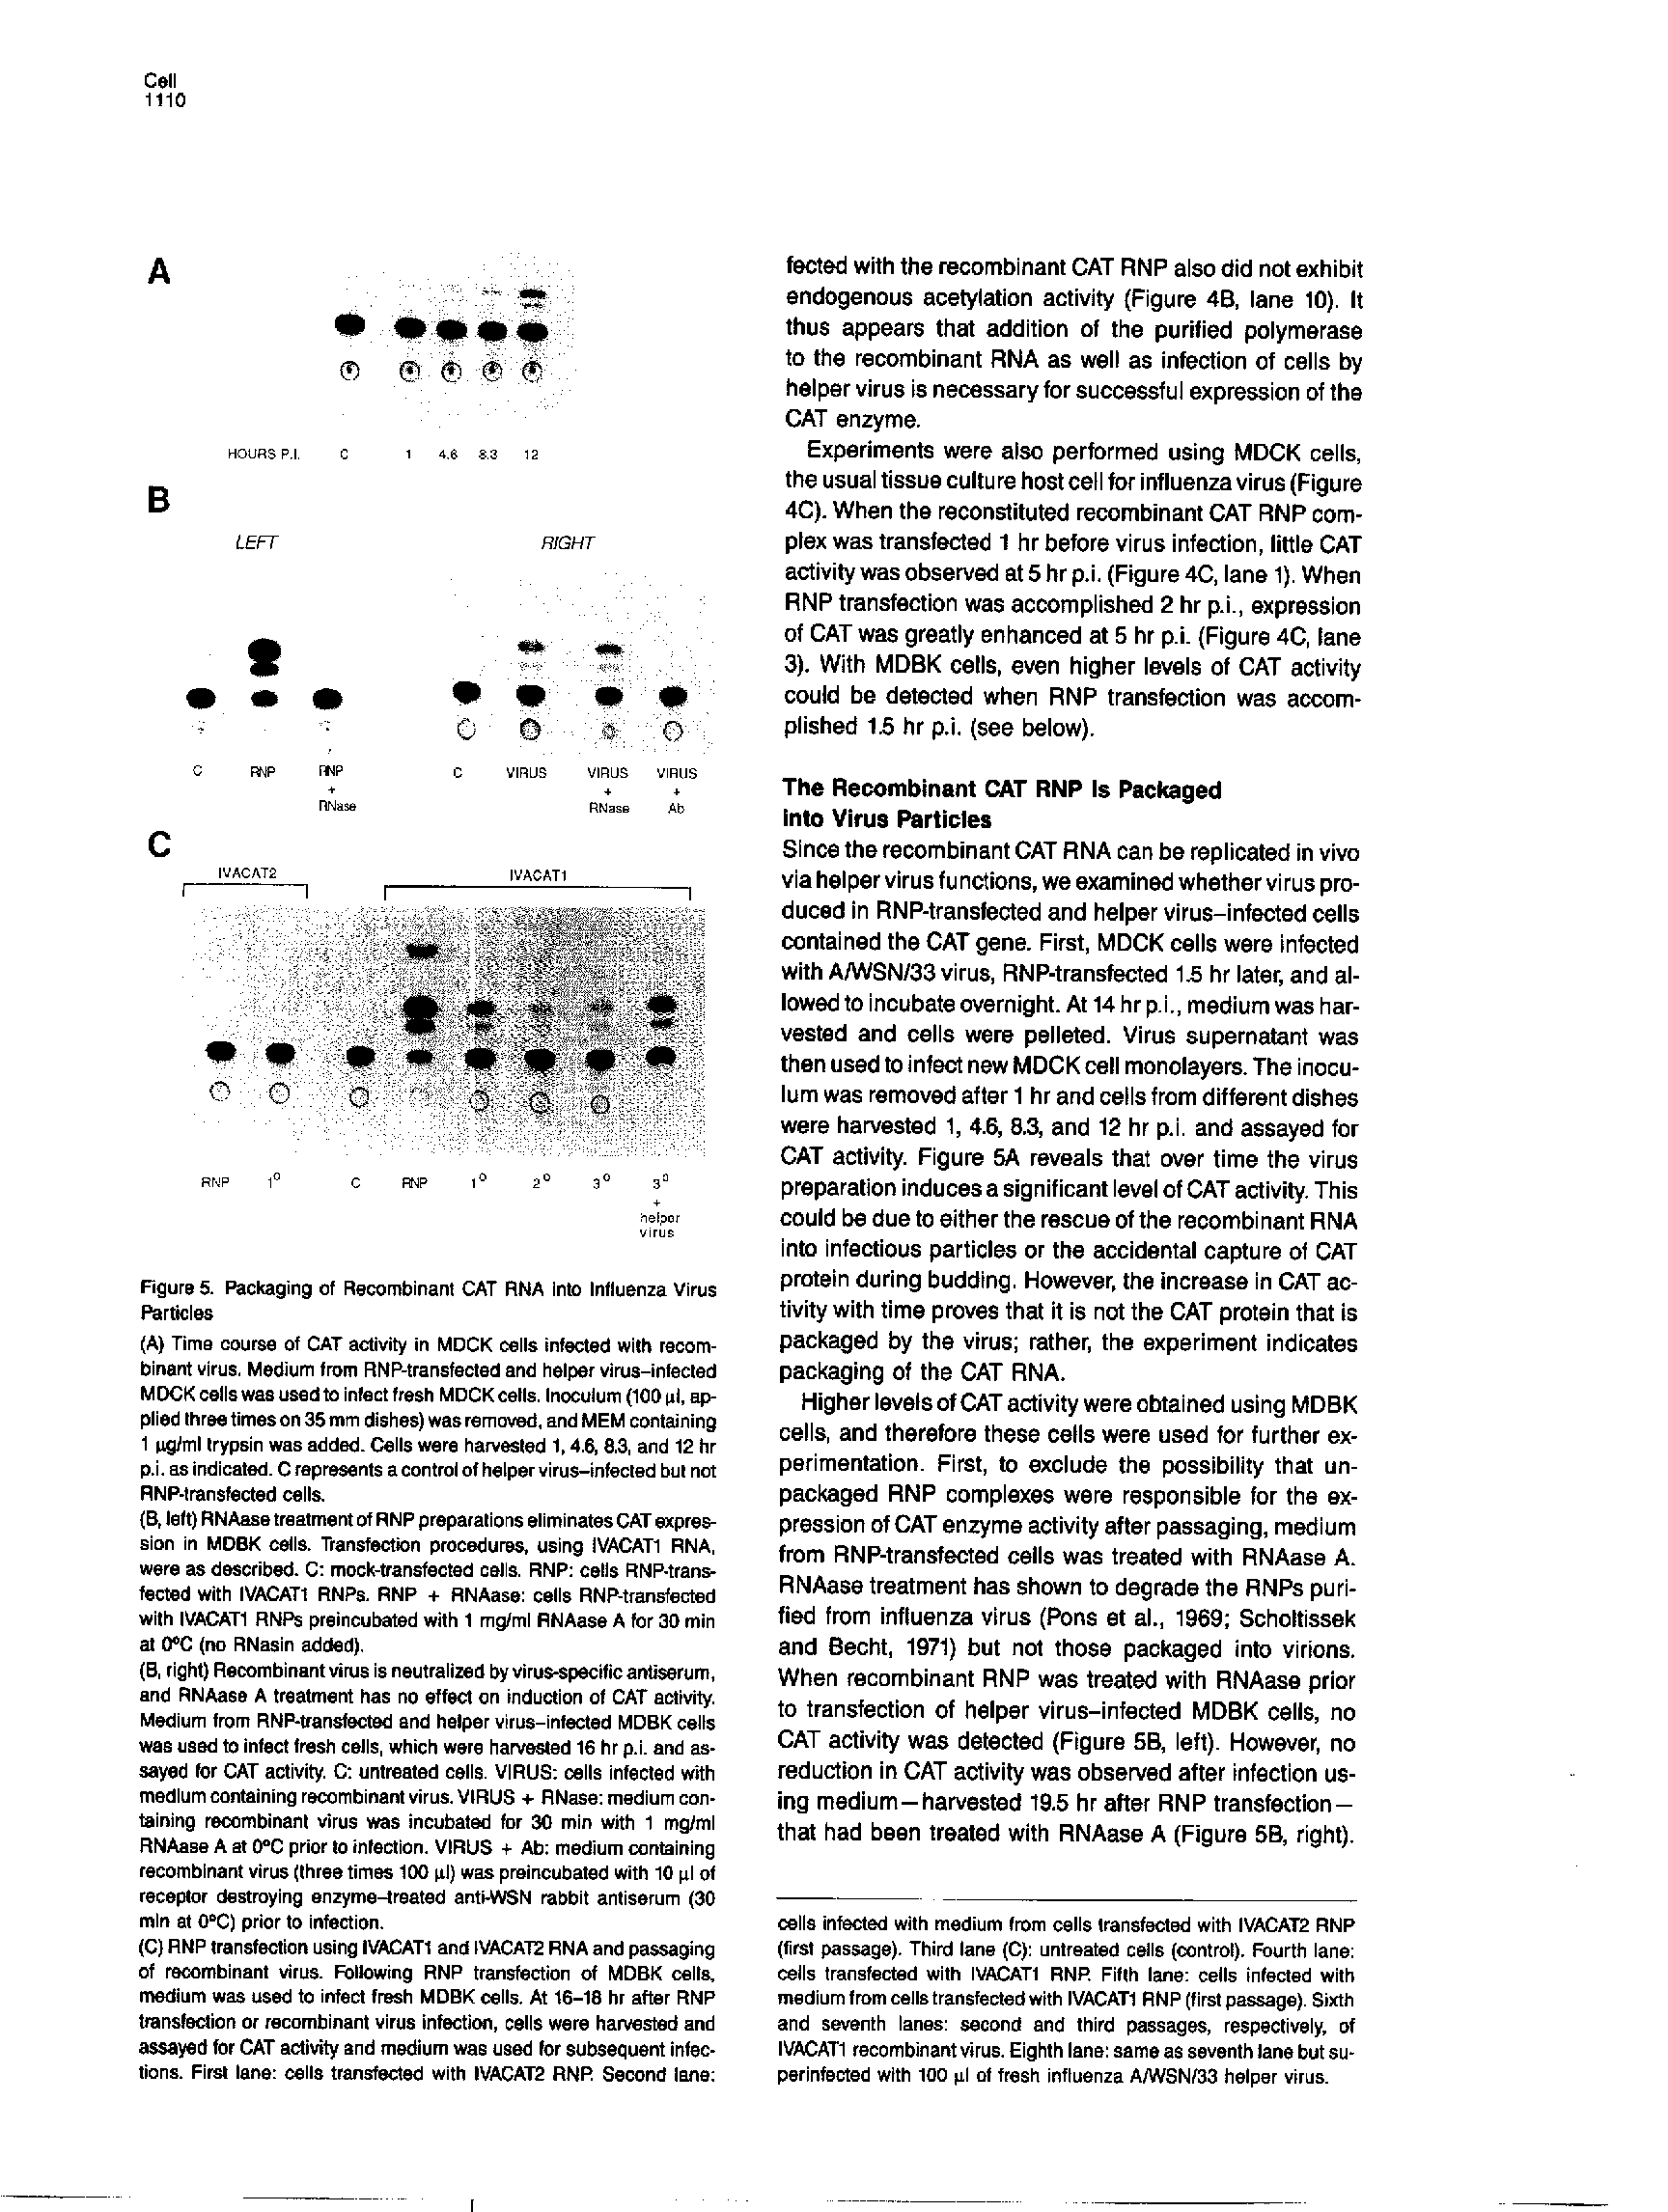 Cell
1110
A
HOURS P.I. C 1 4.6 8.3 12
B
LEFT RIGHT
C RNP RNP C VIRUS VIRUS VIRUS
+ + +
RNase RNase Ab
C
IVACAT2 IVACAT1
RNP 1° C RNP 1° 2° 3° 3°
+
helper
virus
Figure 5. Packaging of Recombinant CAT RNA into Influenza Virus
Particles
(A) Time course of CAT activity in MDCK cells infected with recom-
binant virus. Medium from RNP-transfected and helper virus–infected
MDCK cells was used to infect fresh MDCK cells. Inoculum (100 µl, ap-
plied three times on 35 mm dishes) was removed, and MEM containing
1 µg/ml trypsin was added. Cells were harvested 1, 4.6, 8.3, and 12 hr
p.i. as indicated. C represents a control of helper virus–infected but not
RNP-transfected cells.
(B, left) RNAase treatment of RNP preparations eliminates CAT expres-
sion in MDBK cells. Transfection procedures, using IVACAT1 RNA,
were as described. C: mock-transfected cells. RNP: cells RNP-trans-
fected with IVACAT1 RNPs. RNP + RNAase: cells RNP-transfected
with IVACAT1 RNPs preincubated with 1 mg/ml RNAase A for 30 min
at 0°C (no RNasin added).
(B, right) Recombinant virus is neutralized by virus-specific antiserum,
and RNAase A treatment has no effect on induction of CAT activity.
Medium from RNP-transfected and helper virus–infected MDBK cells
was used to infect fresh cells, which were harvested 16 hr p.i. and as-
sayed for CAT activity. C: untreated cells. VIRUS: cells infected with
medium containing recombinant virus. VIRUS + RNase: medium con-
taining recombinant virus was incubated for 30 min with 1 mg/ml
RNAase A at 0°C prior to infection. VIRUS + Ab: medium containing
recombinant virus (three times 100 µl) was preincubated with 10 µl of
receptor destroying enzyme–treated anti-WSN rabbit antiserum (30
min at 0°C) prior to infection.
(C) RNP transfection using IVACAT1 and IVACAT2 RNA and passaging
of recombinant virus. Following RNP transfection of MDBK cells,
medium was used to infect fresh MDBK cells. At 16–18 hr after RNP
transfection or recombinant virus infection, cells were harvested and
assayed for CAT activity and medium was used for subsequent infec-
tions. First lane: cells transfected with IVACAT2 RNP. Second lane:
fected with the recombinant CAT RNP also did not exhibit
endogenous acetylation activity (Figure 4B, lane 10). It
thus appears that addition of the purified polymerase
to the recombinant RNA as well as infection of cells by
helper virus is necessary for successful expression of the
CAT enzyme.
Experiments were also performed using MDCK cells,
the usual tissue culture host cell for influenza virus (Figure
4C). When the reconstituted recombinant CAT RNP com-
plex was transfected 1 hr before virus infection, little CAT
activity was observed at 5 hr p.i. (Figure 4C, lane 1). When
RNP transfection was accomplished 2 hr p.i., expression
of CAT was greatly enhanced at 5 hr p.i. (Figure 4C, lane
3). With MDBK cells, even higher levels of CAT activity
could be detected when RNP transfection was accom-
plished 1.5 hr p.i. (see below).
The Recombinant CAT RNP Is Packaged
into Virus Particles
Since the recombinant CAT RNA can be replicated in vivo
via helper virus functions, we examined whether virus pro-
duced in RNP-transfected and helper virus–infected cells
contained the CAT gene. First, MDCK cells were infected
with A/WSN/33 virus, RNP-transfected 1.5 hr later, and al-
lowed to incubate overnight. At 14 hr p.i., medium was har-
vested and cells were pelleted. Virus supernatant was
then used to infect new MDCK cell monolayers. The inocu-
lum was removed after 1 hr and cells from different dishes
were harvested 1, 4.6, 8.3, and 12 hr p.i. and assayed for
CAT activity. Figure 5A reveals that over time the virus
preparation induces a significant level of CAT activity. This
could be due to either the rescue of the recombinant RNA
into infectious particles or the accidental capture of CAT
protein during budding. However, the increase in CAT ac-
tivity with time proves that it is not the CAT protein that is
packaged by the virus; rather, the experiment indicates
packaging of the CAT RNA.
Higher levels of CAT activity were obtained using MDBK
cells, and therefore these cells were used for further ex-
perimentation. First, to exclude the possibility that un-
packaged RNP complexes were responsible for the ex-
pression of CAT enzyme activity after passaging, medium
from RNP-transfected cells was treated with RNAase A.
RNAase treatment has shown to degrade the RNPs puri-
fied from influenza virus (Pons et al., 1969; Scholtissek
and Becht, 1971) but not those packaged into virions.
When recombinant RNP was treated with RNAase prior
to transfection of helper virus–infected MDBK cells, no
CAT activity was detected (Figure 5B, left). However, no
reduction in CAT activity was observed after infection us-
ing medium—harvested 19.5 hr after RNP transfection—
that had been treated with RNAase A (Figure 5B, right).
cells infected with medium from cells transfected with IVACAT2 RNP
(first passage). Third lane (C): untreated cells (control). Fourth lane:
cells transfected with IVACAT1 RNP. Fifth lane: cells infected with
medium from cells transfected with IVACAT1 RNP (first passage). Sixth
and seventh lanes: second and third passages, respectively, of
IVACAT1 recombinant virus. Eighth lane: same as seventh lane but su-
perinfected with 100 µl of fresh influenza A/WSN/33 helper virus.